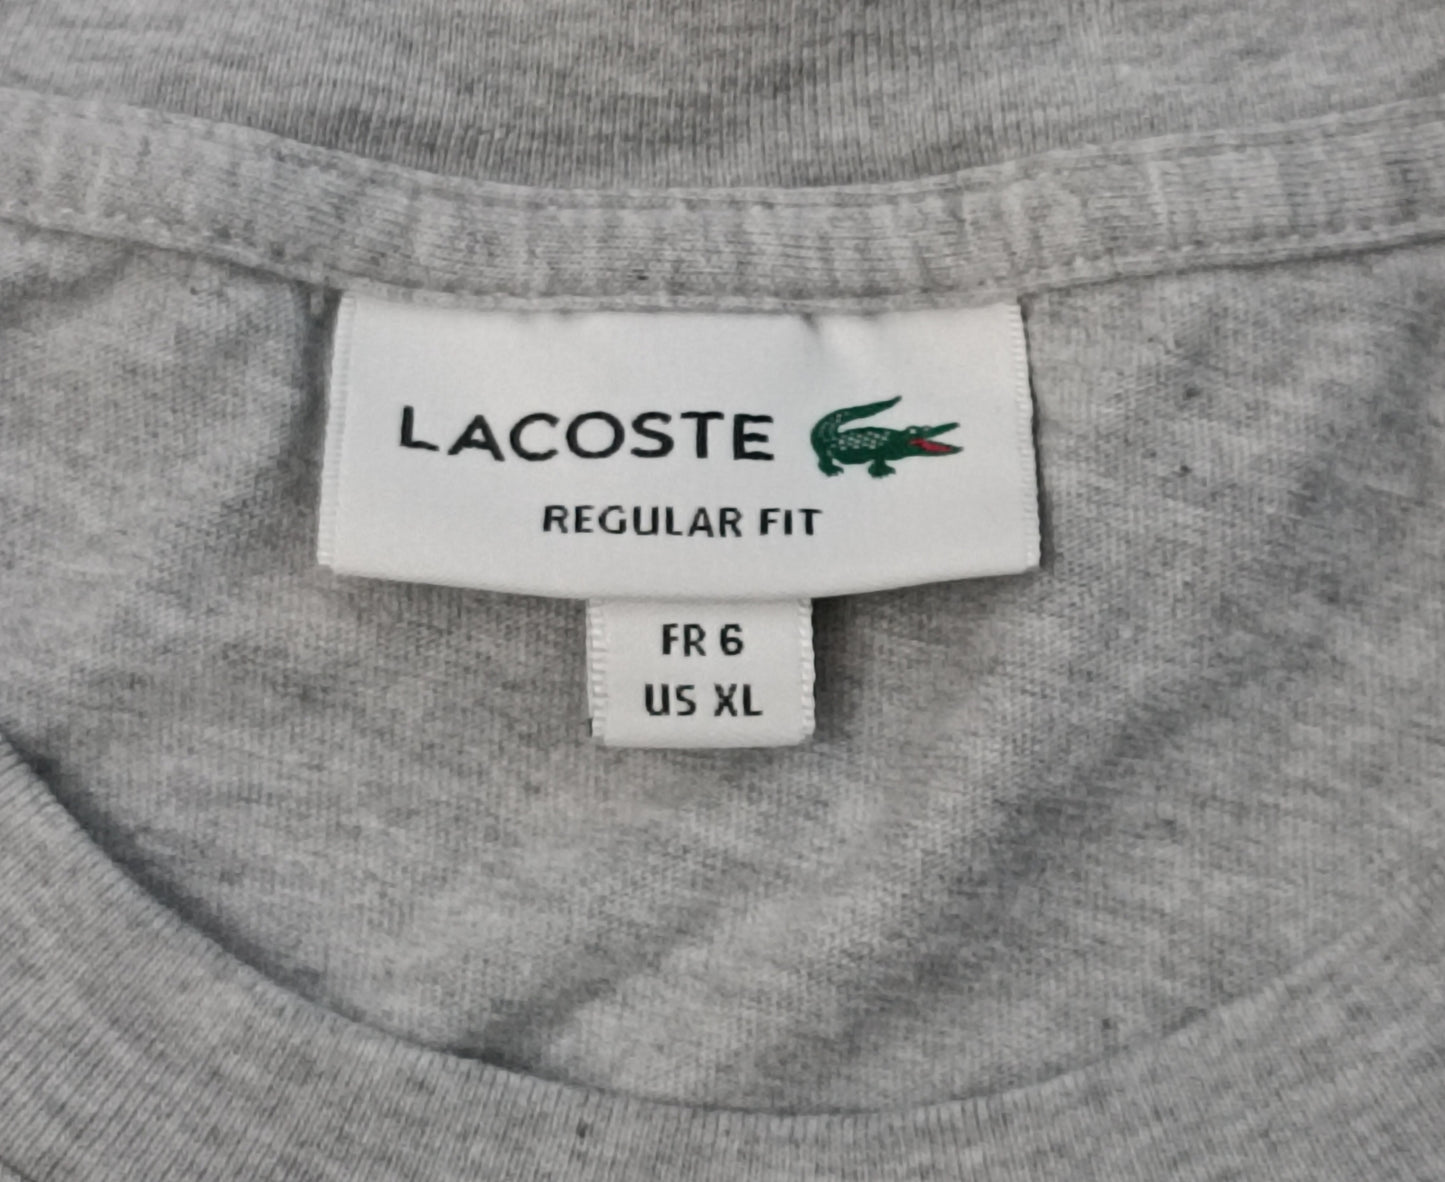 LACOSTE
REGULAR FIT
FR 6
US XL